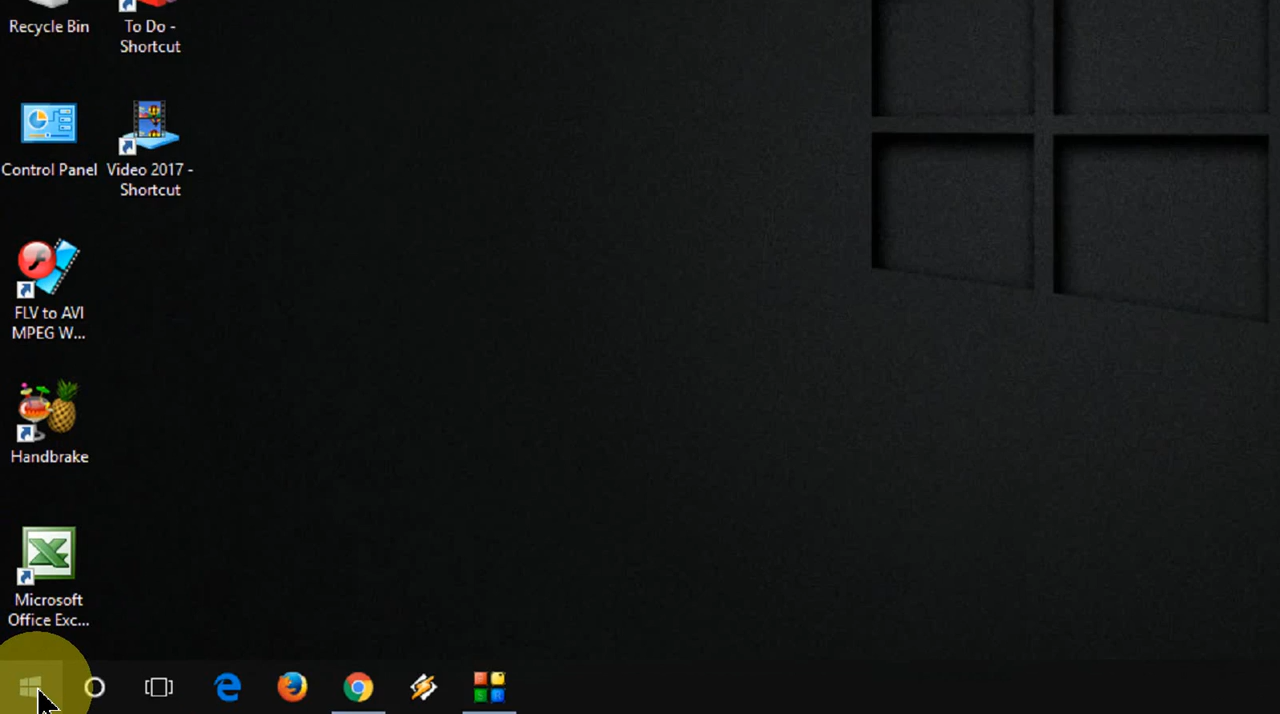 Recycle Bin
To Do -
Shortcut
Control Panel
Video 2017 -
Shortcut
FLV to AVI
MPEG W...
Handbrake
Microsoft
Office Exc...